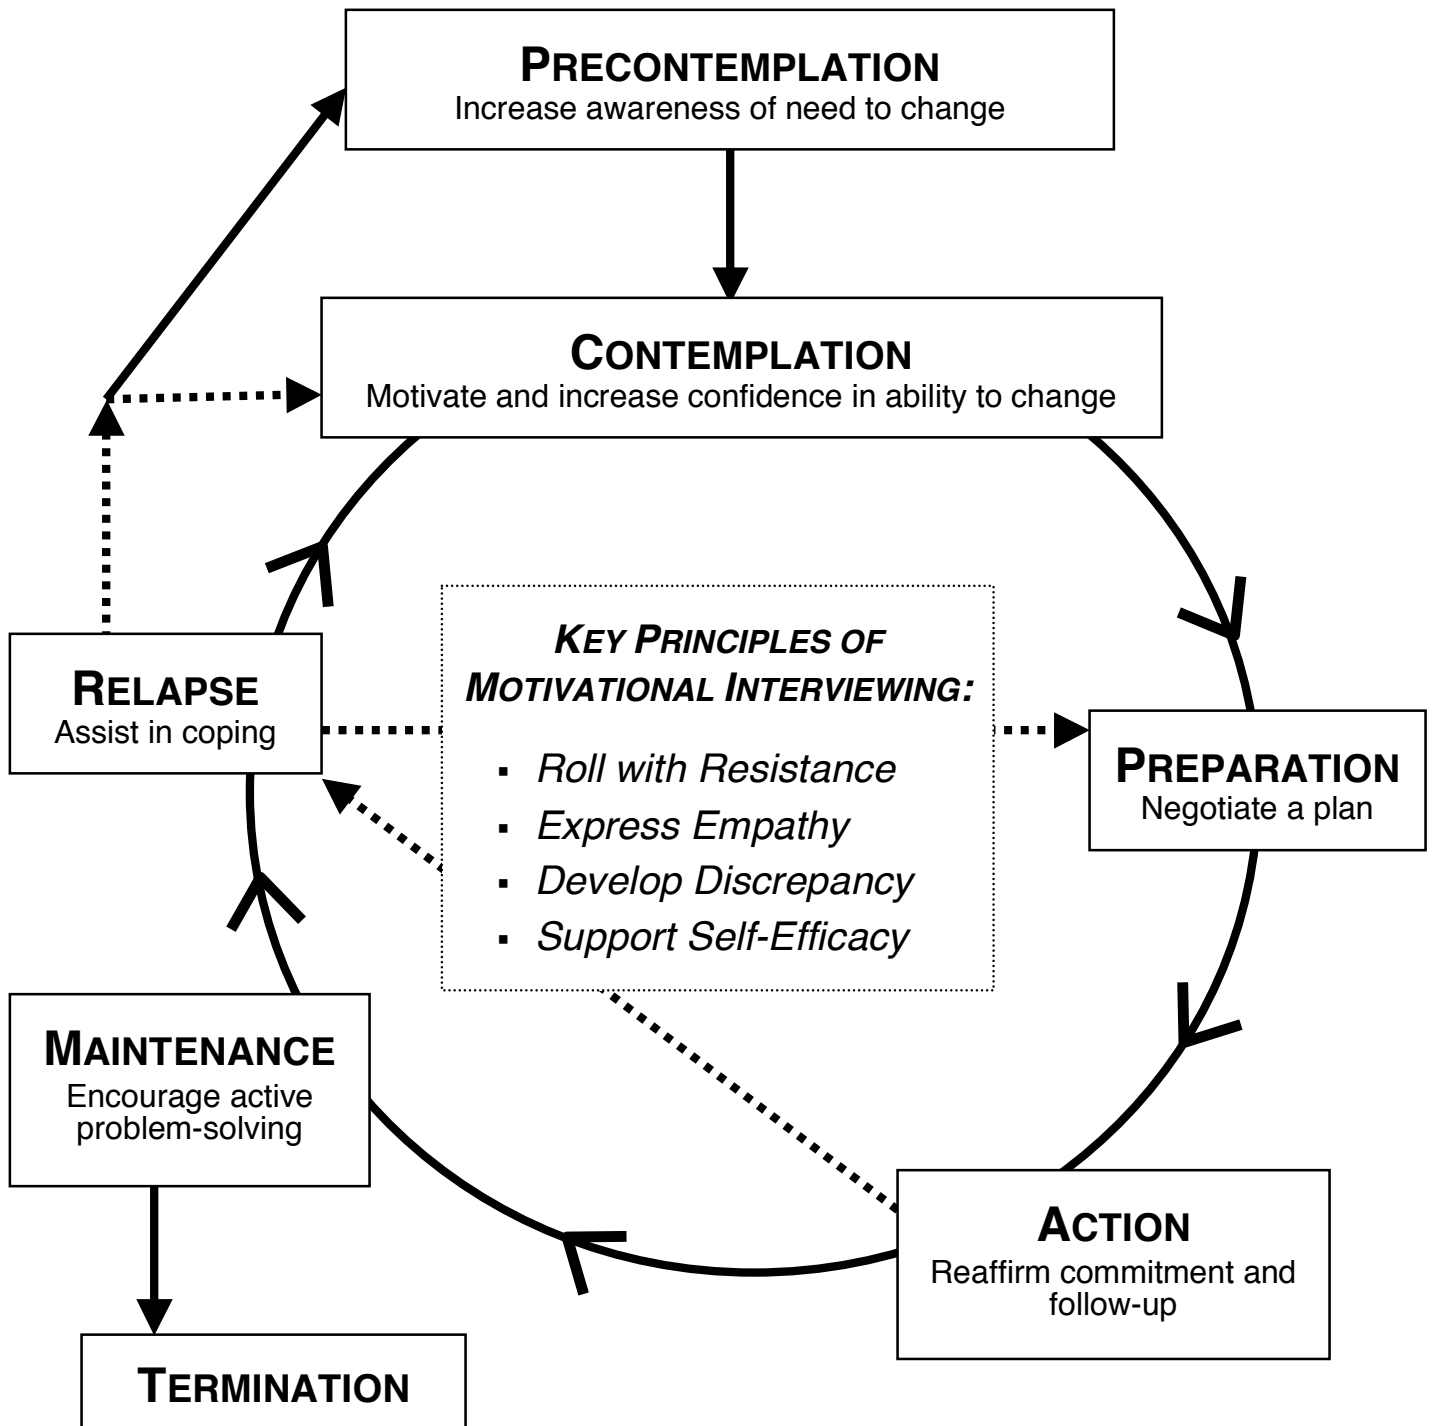 PRECONTEMPLATION
Increase awareness of need to change
CONTEMPLATION
Motivate and increase confidence in ability to change
KEY PRINCIPLES OF
MOTIVATIONAL INTERVIEWING:
▪ Roll with Resistance
▪ Express Empathy
▪ Develop Discrepancy
▪ Support Self-Efficacy
RELAPSE
Assist in coping
PREPARATION
Negotiate a plan
MAINTENANCE
Encourage active
problem-solving
ACTION
Reaffirm commitment and
follow-up
TERMINATION